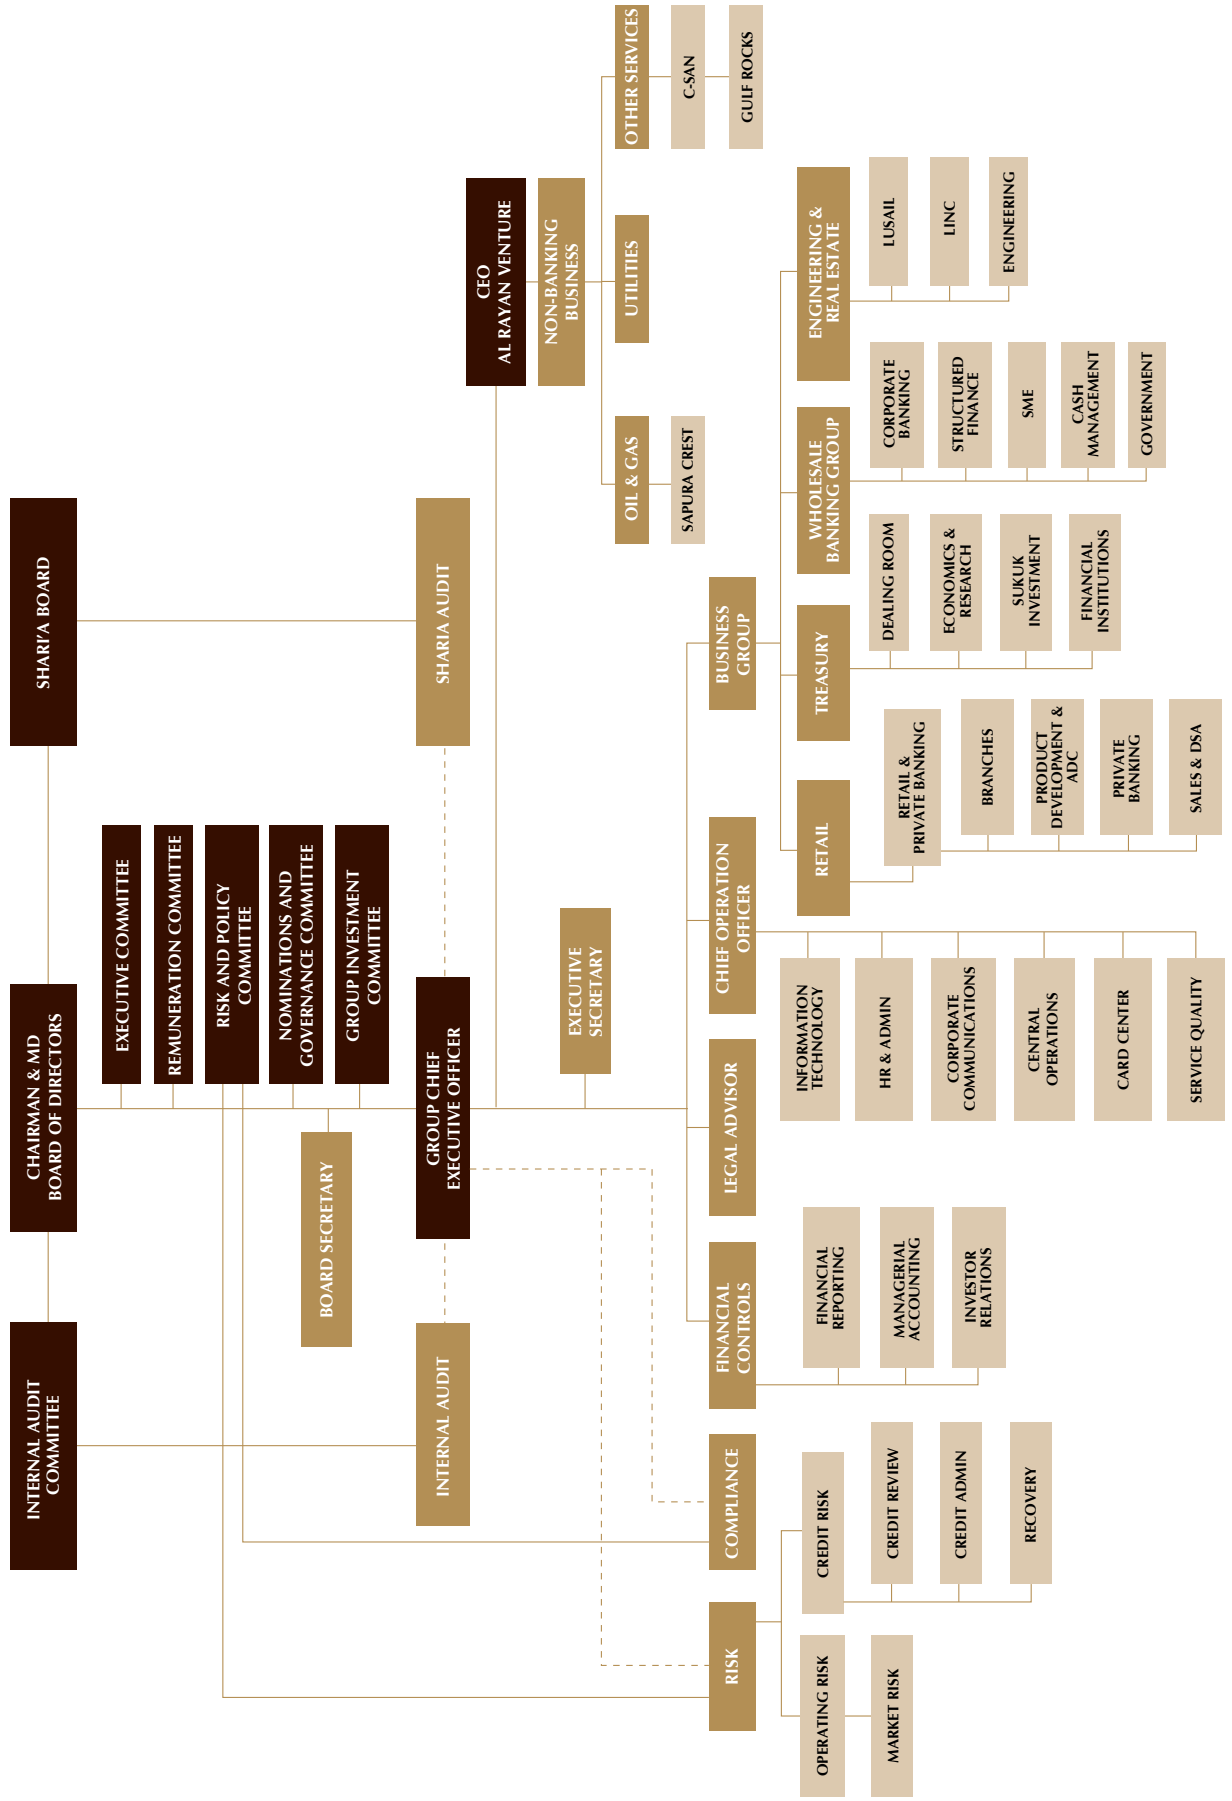 INTERNAL AUDIT
COMMITTEE
CHAIRMAN & MD
BOARD OF DIRECTORS
SHARI'A BOARD
EXECUTIVE COMMITTEE
REMUNERATION COMMITTEE
RISK AND POLICY
COMMITTEE
NOMINATIONS AND
GOVERNANCE COMMITTEE
GROUP INVESTMENT
COMMITTEE
BOARD SECRETARY
INTERNAL AUDIT
GROUP CHIEF
EXECUTIVE OFFICER
SHARIA AUDIT
CEO
AL RAYAN VENTURE
NON-BANKING
BUSINESS
EXECUTIVE
SECRETARY
OIL & GAS
UTILITIES
OTHER SERVICES
SAPURA CREST
C-SAN
GULF ROCKS
RISK
COMPLIANCE
FINANCIAL
CONTROLS
LEGAL ADVISOR
CHIEF OPERATION
OFFICER
BUSINESS
GROUP
OPERATING RISK
MARKET RISK
CREDIT RISK
CREDIT REVIEW
CREDIT ADMIN
RECOVERY
FINANCIAL
REPORTING
MANAGERIAL
ACCOUNTING
INVESTOR
RELATIONS
INFORMATION
TECHNOLOGY
HR & ADMIN
CORPORATE
COMMUNICATIONS
CENTRAL
OPERATIONS
CARD CENTER
SERVICE QUALITY
RETAIL
TREASURY
WHOLESALE
BANKING GROUP
ENGINEERING &
REAL ESTATE
RETAIL &
PRIVATE BANKING
BRANCHES
PRODUCT
DEVELOPMENT &
ADC
PRIVATE
BANKING
SALES & DSA
DEALING ROOM
ECONOMICS &
RESEARCH
SUKUK
INVESTMENT
FINANCIAL
INSTITUTIONS
CORPORATE
BANKING
STRUCTURED
FINANCE
SME
CASH
MANAGEMENT
GOVERNMENT
LUSAIL
LINC
ENGINEERING